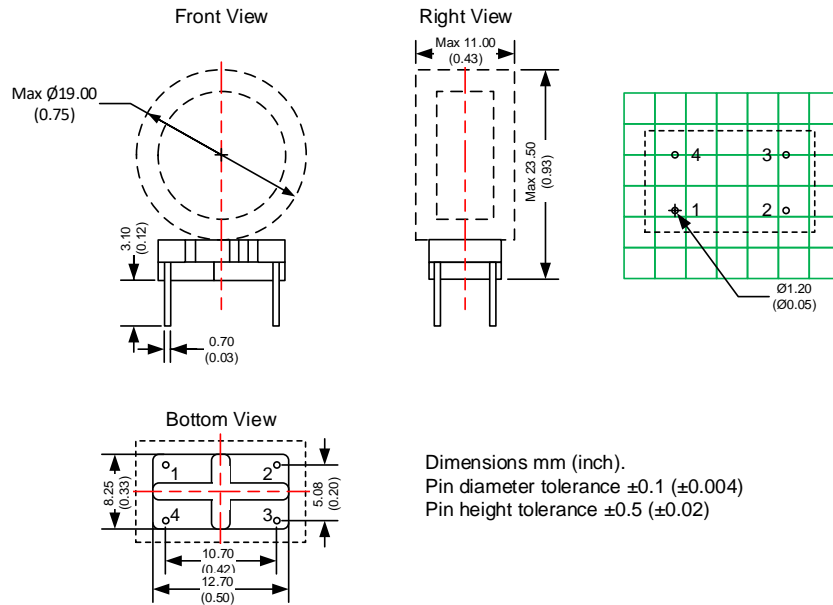 Front View
Right View
Max Ø19.00
(0.75)
Max 11.00
(0.43)
Max 23.50
(0.93)
3.10
(0.12)
0.70
(0.03)
4
3
1
2
Ø1.20
(Ø0.05)
Bottom View
1
2
4
3
8.25
(0.33)
5.08
(0.20)
10.70
(0.42)
12.70
(0.50)
Dimensions mm (inch).
Pin diameter tolerance ±0.1 (±0.004)
Pin height tolerance ±0.5 (±0.02)